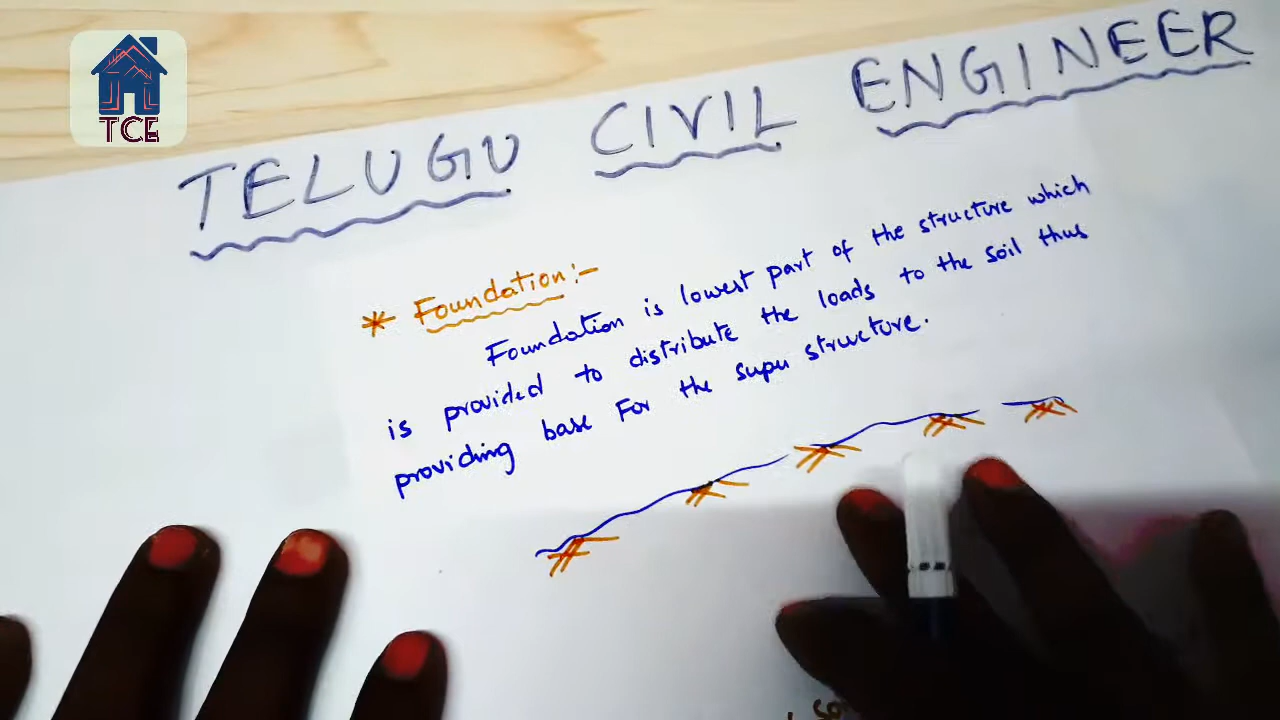 TCE
TELUGU CIVIL ENGINEER
* Foundation:-
Foundation is lowest part of the structure which
is provided to distribute the loads to the soil thus
providing base For the supu structure.